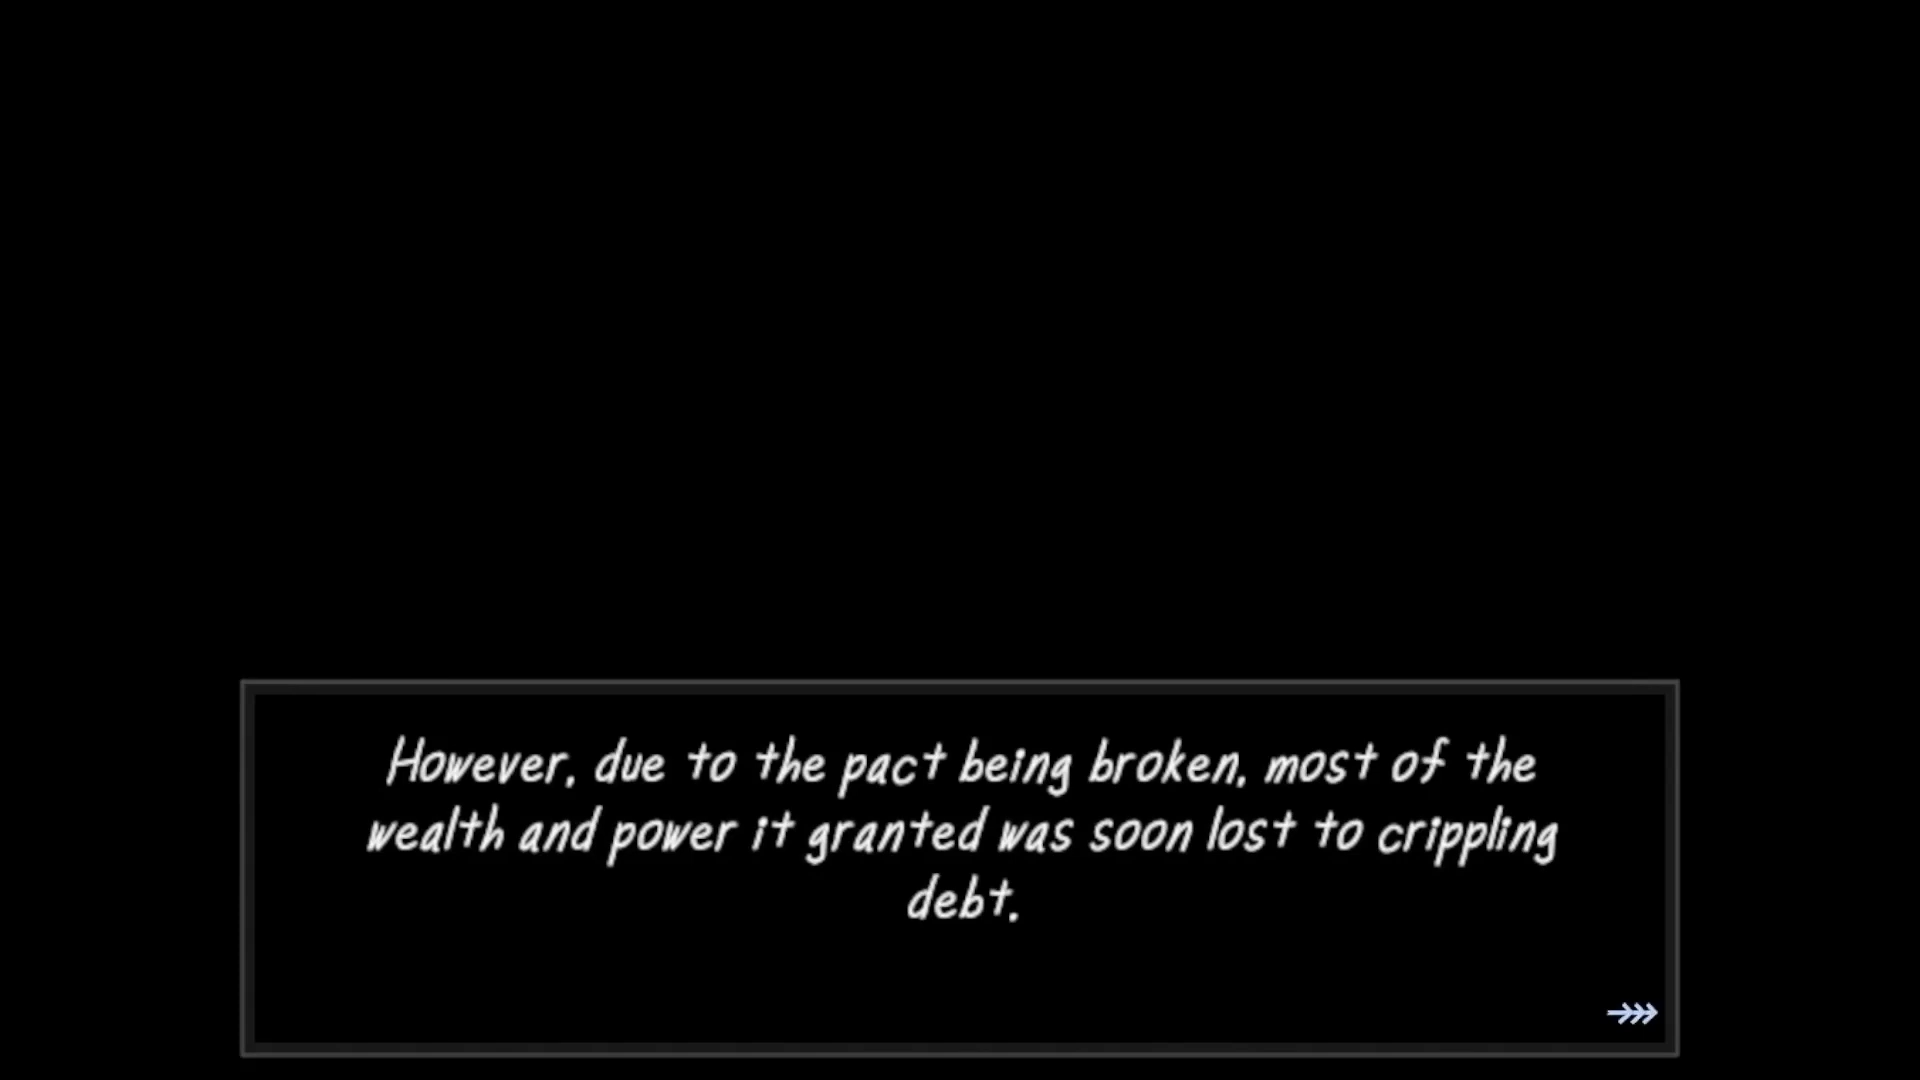 However, due to the pact being broken, most of the
wealth and power it granted was soon lost to crippling
debt.